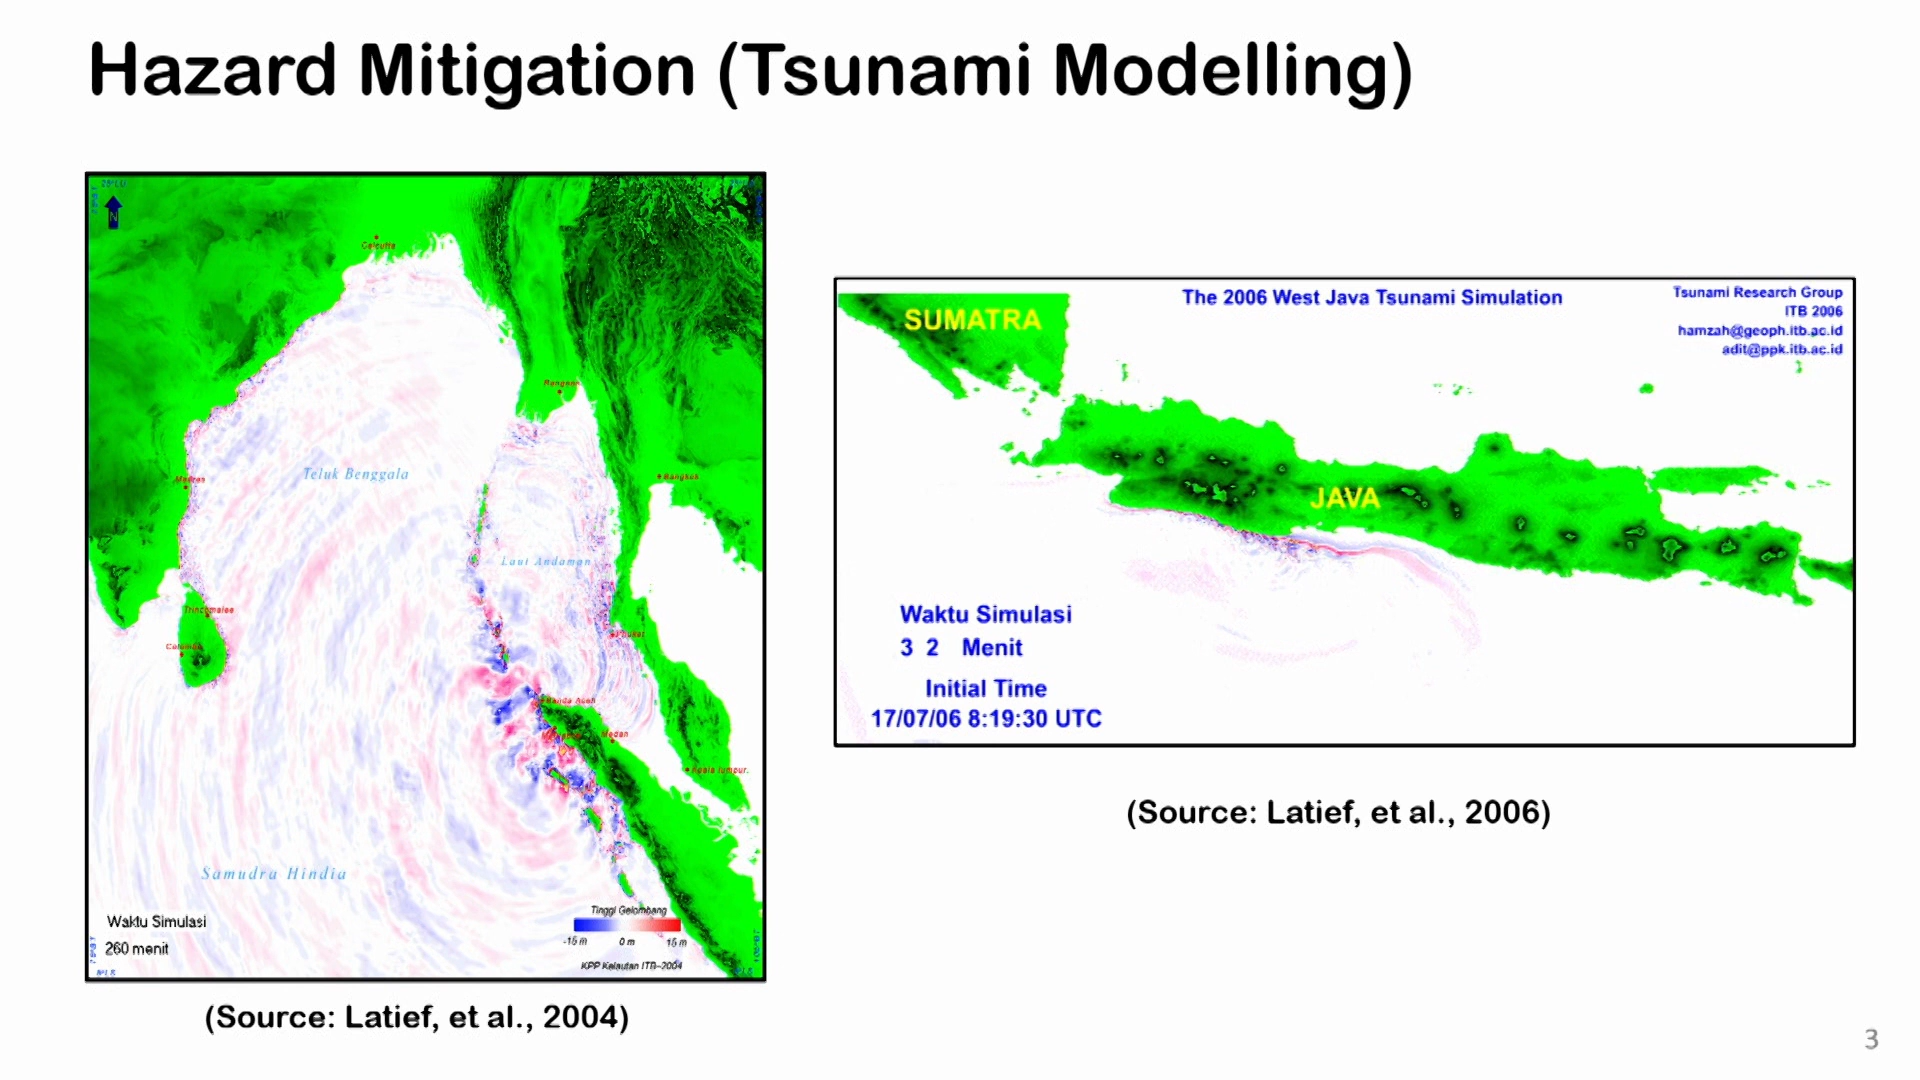 Hazard Mitigation (Tsunami Modelling)
N
Calcutta
Rangoon
Teluk Benggala
Madras
Bangkok
Laut Andaman
Trincomalee
Colombo
Phuket
Banda Aceh
Medan
Kuala lumpur.
Samudra Hindia
Waktu Simulasi
260 menit
Tinggi Gelombang
-15 m 0 m 15 m
KPP Kelautan ITB-2004
(Source: Latief, et al., 2004)
The 2006 West Java Tsunami Simulation
Tsunami Research Group
ITB 2006
hamzah@geoph.itb.ac.id
adit@ppk.itb.ac.id
SUMATRA
JAVA
Waktu Simulasi
3 2 Menit
Initial Time
17/07/06 8:19:30 UTC
(Source: Latief, et al., 2006)
3